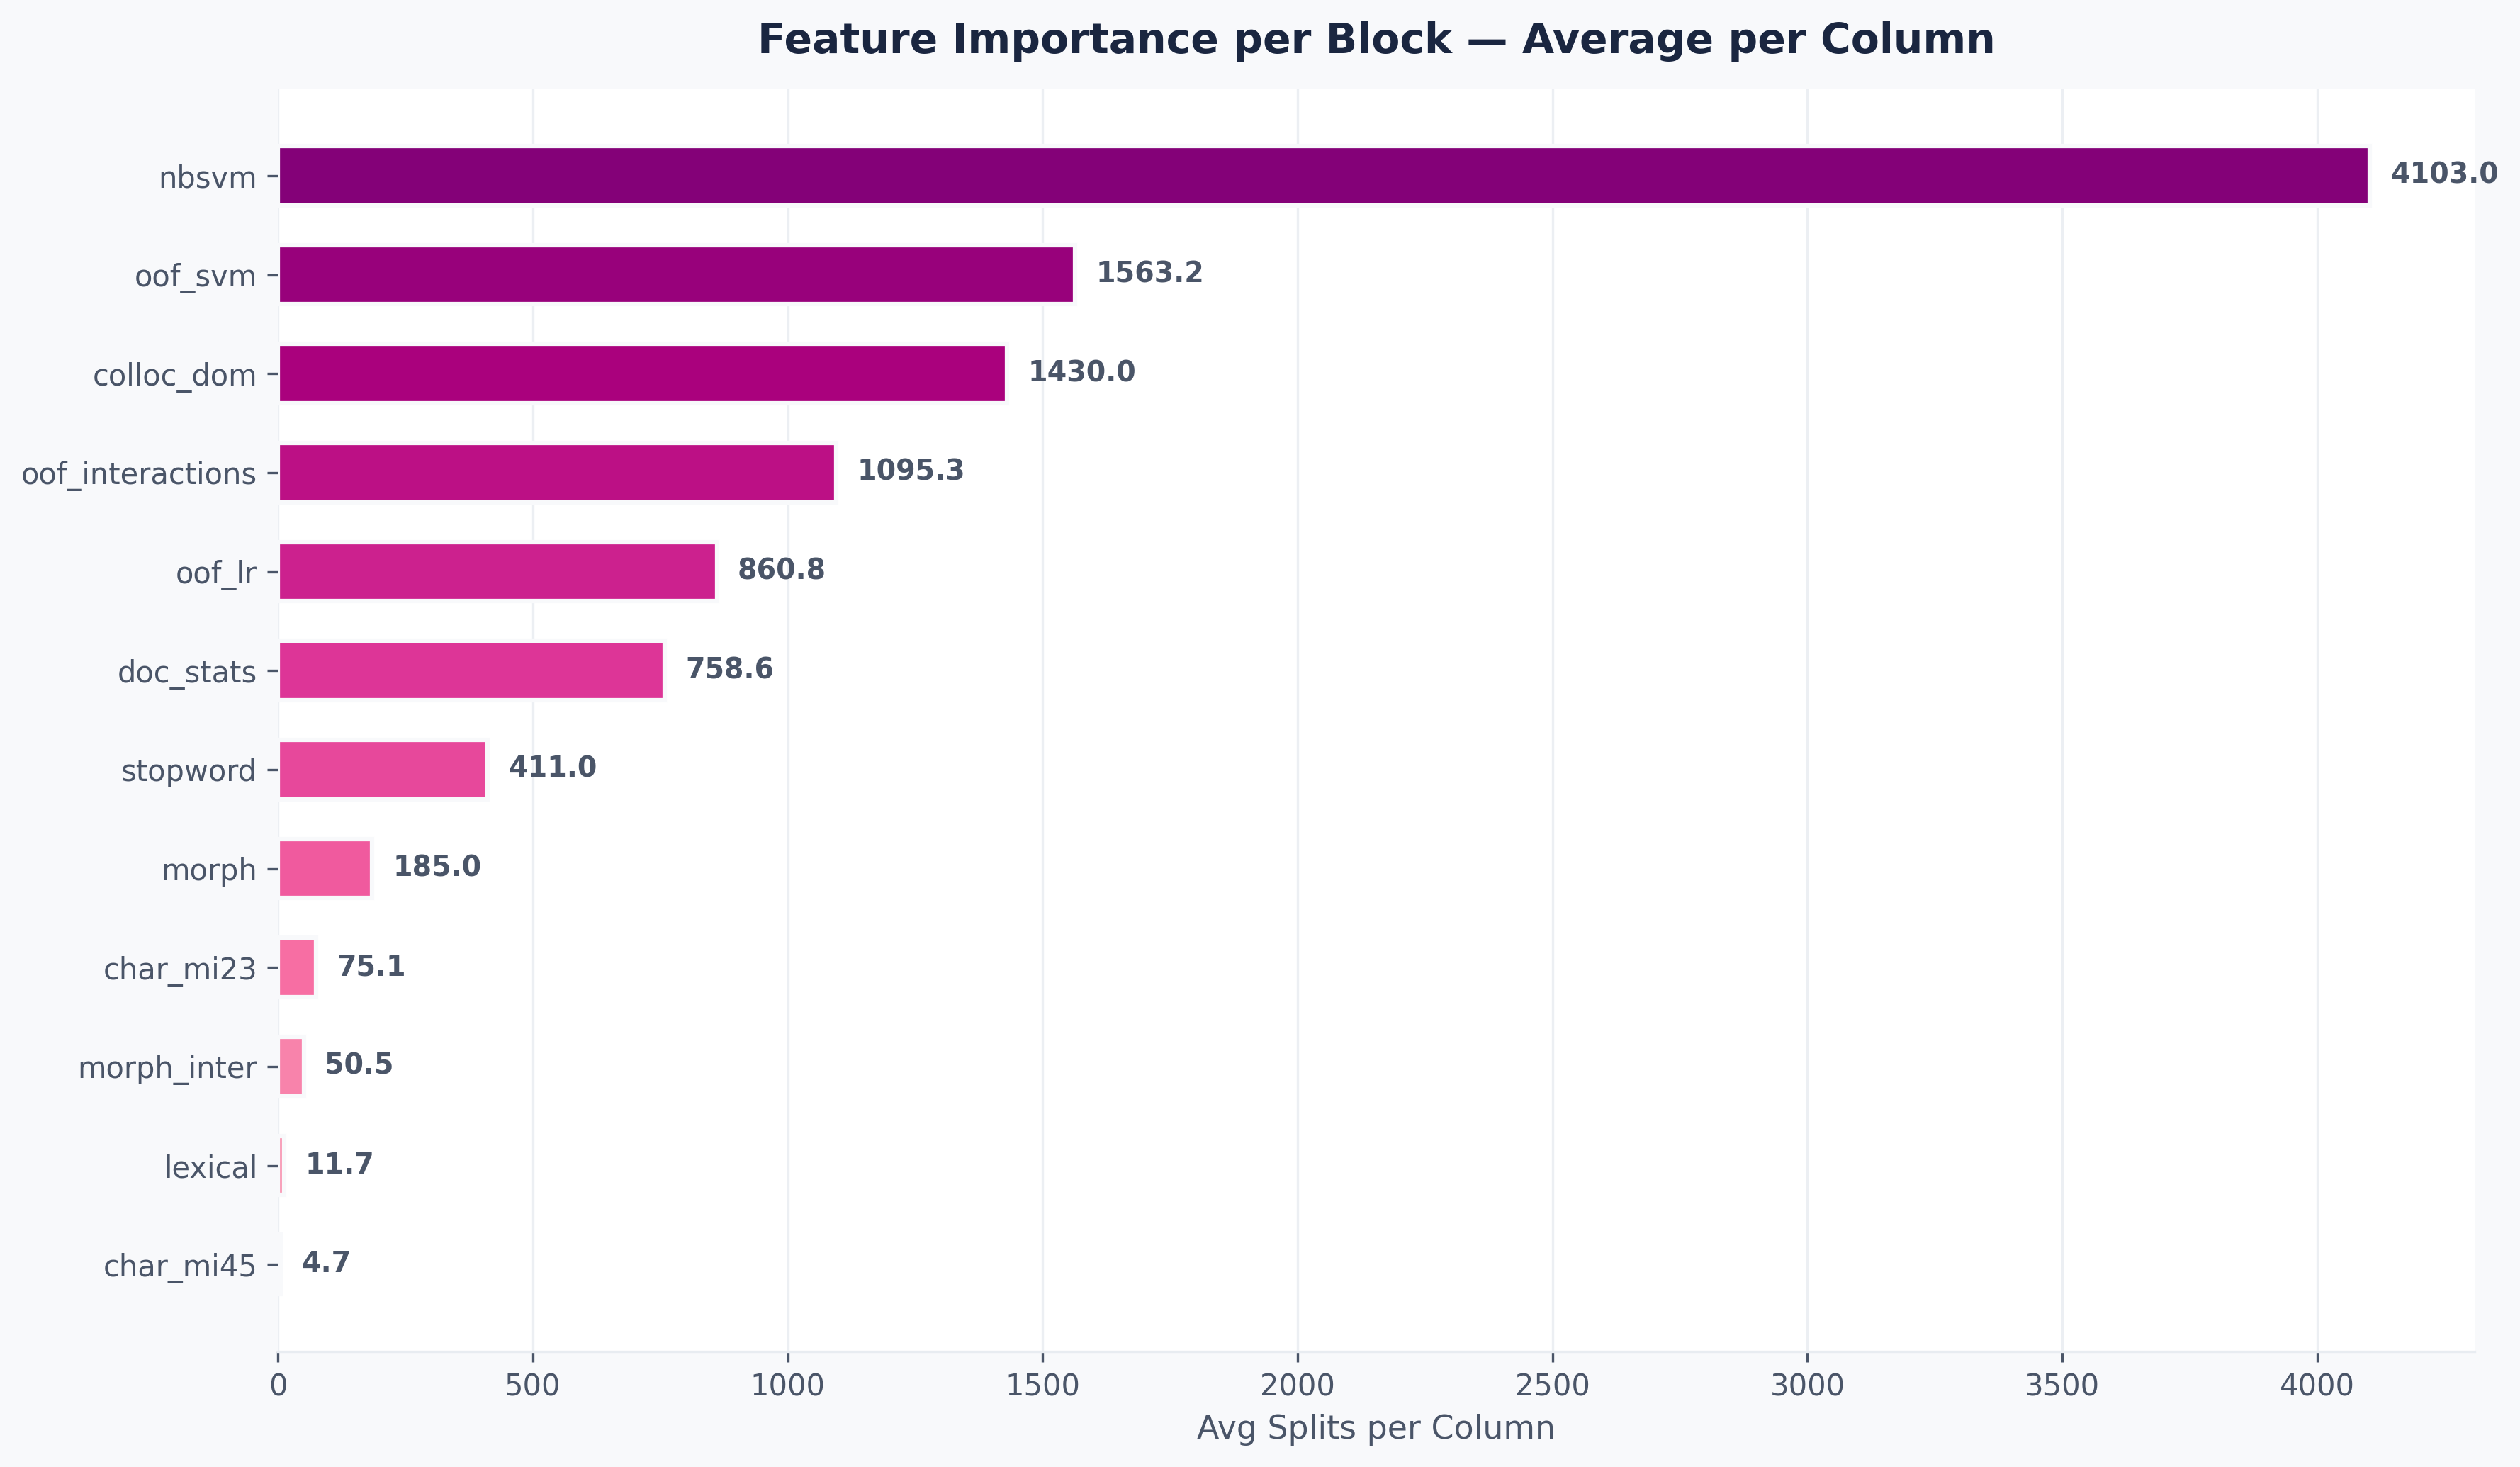 Feature Importance per Block — Average per Column
nbsvm 4103.0
oof_svm 1563.2
colloc_dom 1430.0
oof_interactions 1095.3
oof_lr 860.8
doc_stats 758.6
stopword 411.0
morph 185.0
char_mi23 75.1
morph_inter 50.5
lexical 11.7
char_mi45 4.7
0 500 1000 1500 2000 2500 3000 3500 4000
Avg Splits per Column